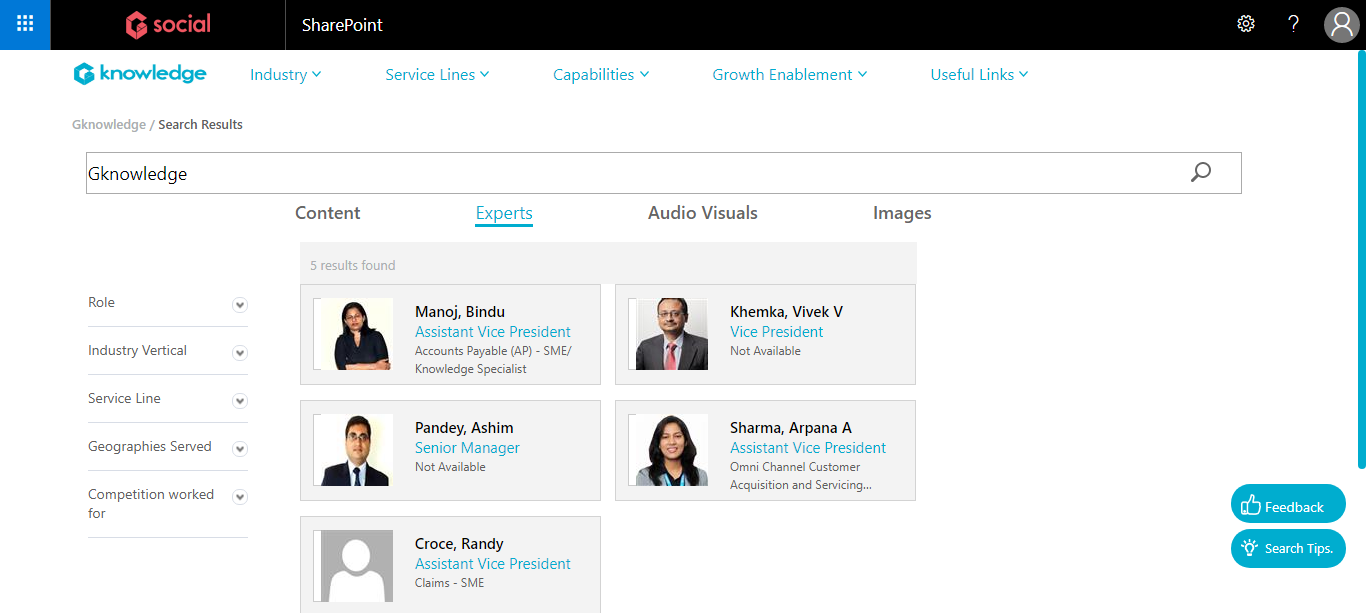 social
SharePoint
?
knowledge
Industry
Service Lines
Capabilities
Growth Enablement
Useful Links
Gknowledge / Search Results
Gknowledge
Content
Experts
Audio Visuals
Images
5 results found
Role
Industry Vertical
Service Line
Geographies Served
Competition worked
for
Manoj, Bindu
Assistant Vice President
Accounts Payable (AP) - SME/
Knowledge Specialist
Khemka, Vivek V
Vice President
Not Available
Pandey, Ashim
Senior Manager
Not Available
Sharma, Arpana A
Assistant Vice President
Omni Channel Customer
Acquisition and Servicing...
Croce, Randy
Assistant Vice President
Claims - SME
Feedback
Search Tips.